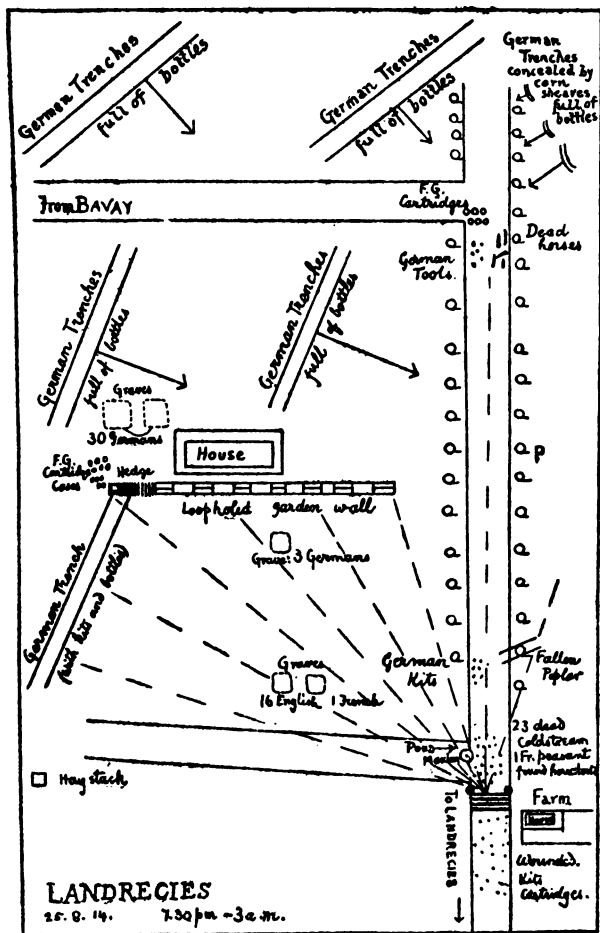 German Trenches
full of bottles
German Trenches
full of bottles
German
Trenches
concealed by
corn
sheaves
full of
bottles
From BAVAY
F.G.
Cartridges
Dead
horses
German
Tools.
German Trenches
full of bottles
German Trenches
full of bottles
Graves
30 Germans
House
F.G.
Cartridge
Cases
Hedge
Loopholed garden wall
P
Grave: 3 Germans
German Trench
(with kits and bottles)
Graves
16 English 1 French
German
Kits
Fallen
Poplar
23 dead
Coldstream
1 Fr. peasant
found
Hay stack
Farm
TO LANDRECIES
Wounded.
Kits
Cartridges.
LANDRECIES
25.8.14. 7.30 pm - 3 a.m.